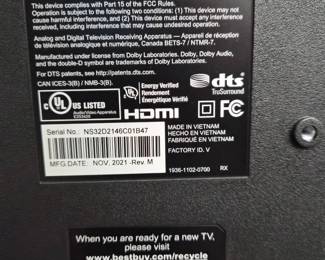 This device complies with Part 15 of the FCC Rules.
Operation is subject to the following two conditions: (1) This device may not
cause harmful interference, and (2) This device must accept any interference
received, including interference that may cause undesired operation.
Analog and Digital Television Receiving Apparatus — Appareil de
télévision analogique et numérique, Canada BETS-7 / NTMR-7.
Manufactured under license from Dolby Laboratories. Dolby, Dolby Audio,
and the double-D symbol are trademarks of Dolby Laboratories.
For DTS patents, see http://patents.dts.com.
CAN ICES-3(B) / NMB-3(B).
dts
TruSurround
c UL US LISTED
Audio/Video Apparatus
UL
Energy Verified
Rendement
Énergétique Vérifié
HDMI
FC
Serial No.: NS32D2146C01B47
MFG.DATE: NOV. 2021 -Rev. M
MADE IN VIETNAM
HECHO EN VIETNAM
FABRIQUÉ EN VIETNAM
FACTORY ID. V
1936-1102-0700
RX
When you are ready for a new TV,
please visit
www.bestbuy.com/recycle